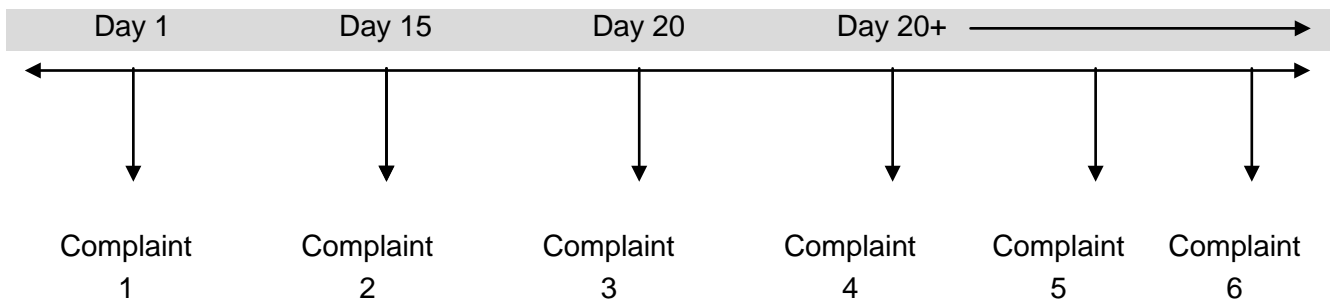 Day 1 Day 15 Day 20 Day 20+
Complaint Complaint Complaint Complaint Complaint Complaint
1 2 3 4 5 6